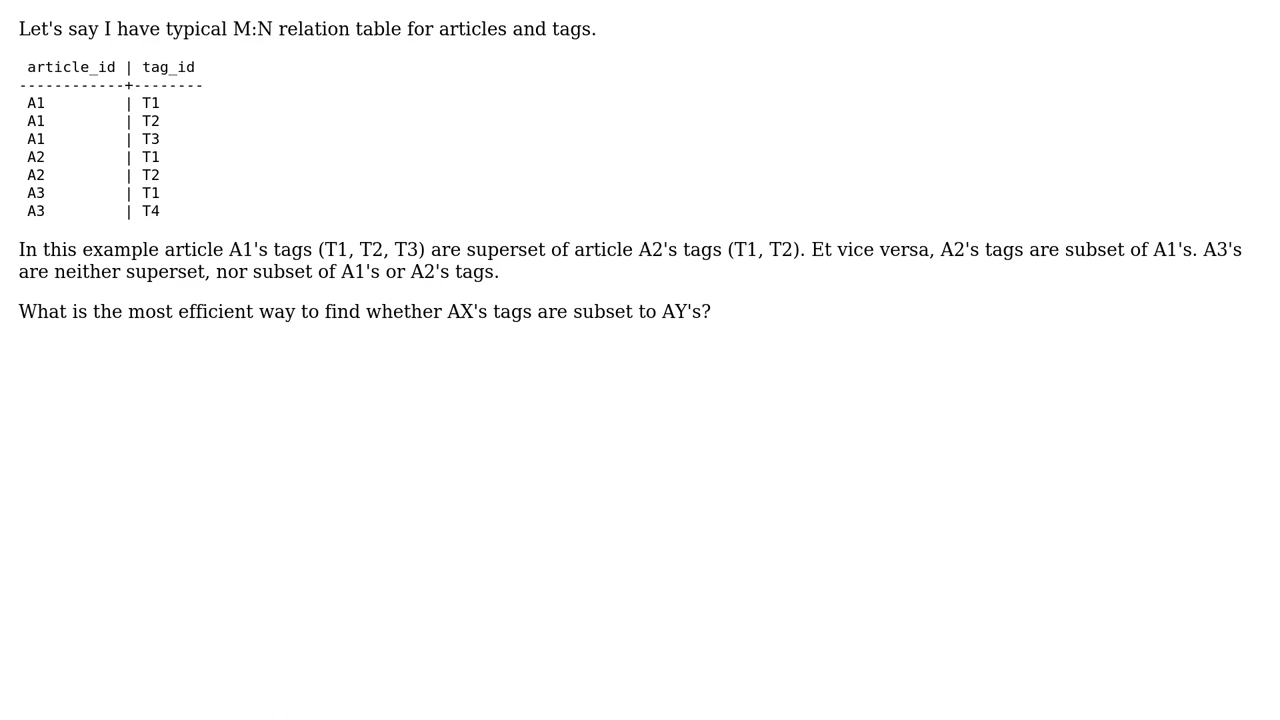 Let's say I have typical M:N relation table for articles and tags.
 article_id | tag_id
------------+--------
 A1         | T1
 A1         | T2
 A1         | T3
 A2         | T1
 A2         | T2
 A3         | T1
 A3         | T4
In this example article A1's tags (T1, T2, T3) are superset of article A2's tags (T1, T2). Et vice versa, A2's tags are subset of A1's. A3's
are neither superset, nor subset of A1's or A2's tags.
What is the most efficient way to find whether AX's tags are subset to AY's?